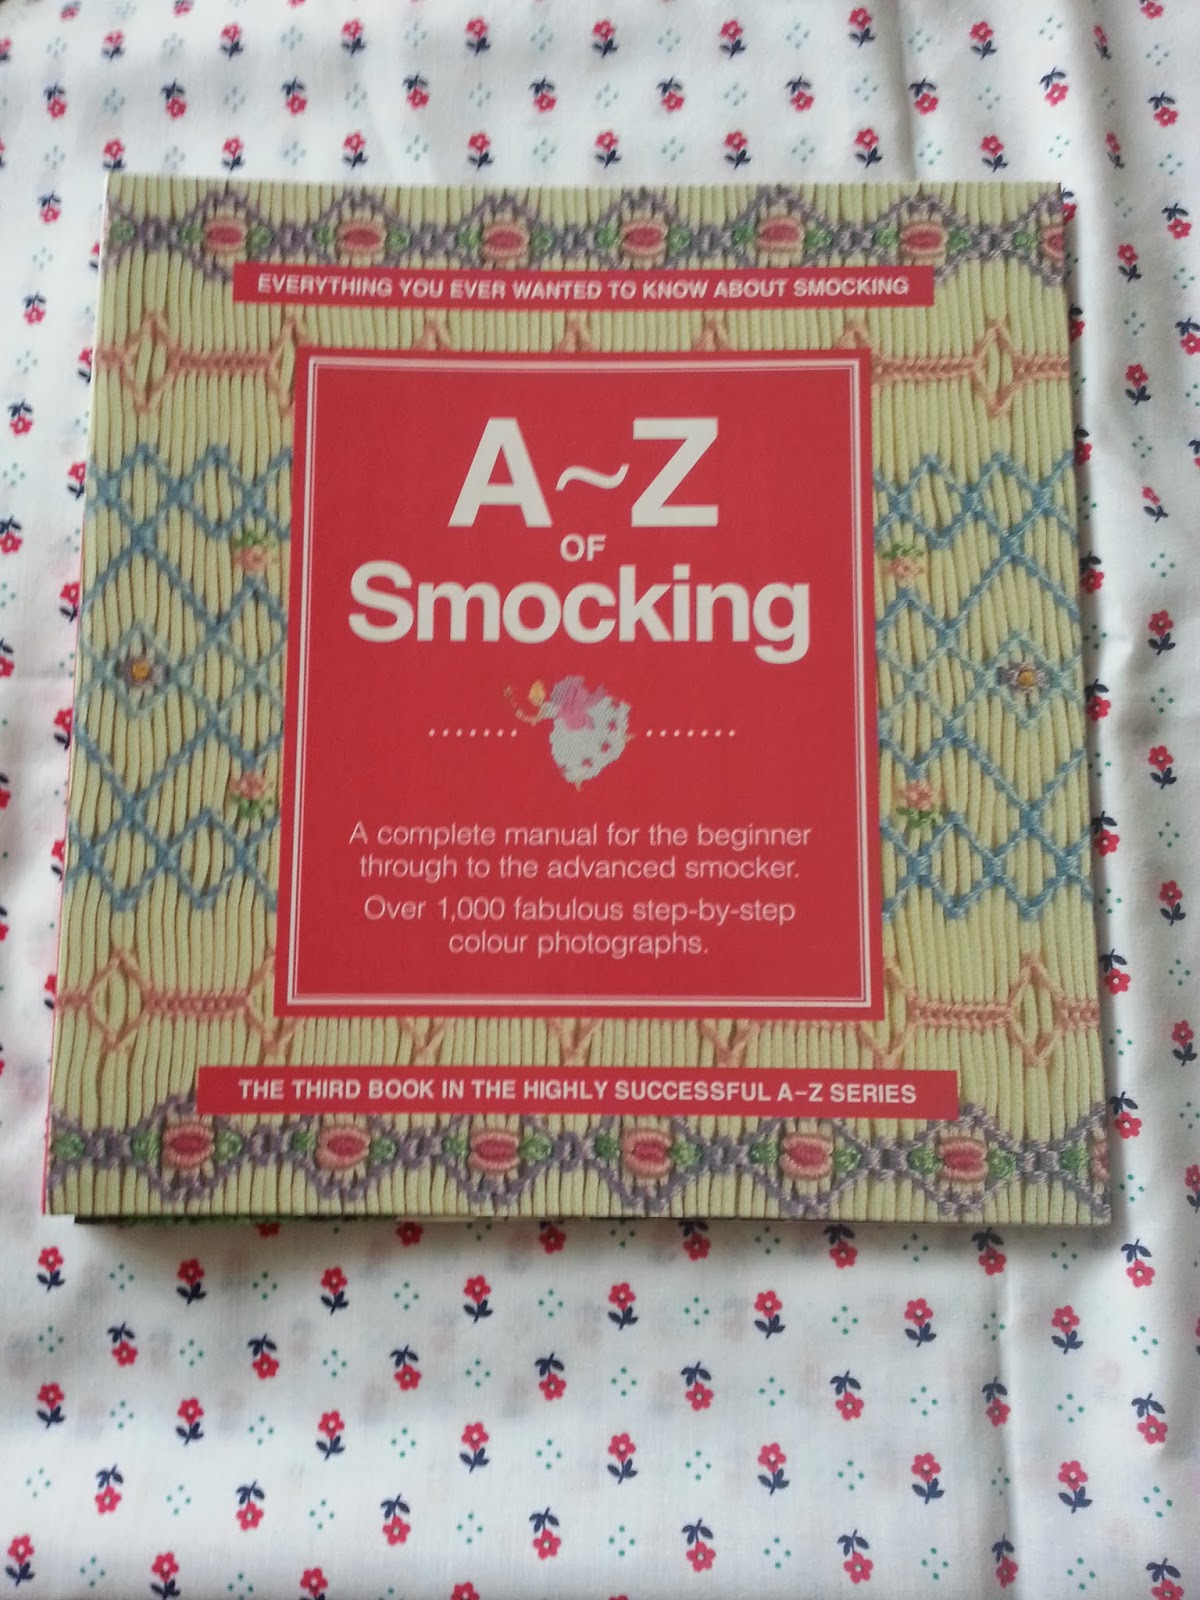 EVERYTHING YOU EVER WANTED TO KNOW ABOUT SMOCKING
A~Z
OF
Smocking
A complete manual for the beginner
through to the advanced smocker.
Over 1,000 fabulous step-by-step
colour photographs.
THE THIRD BOOK IN THE HIGHLY SUCCESSFUL A–Z SERIES